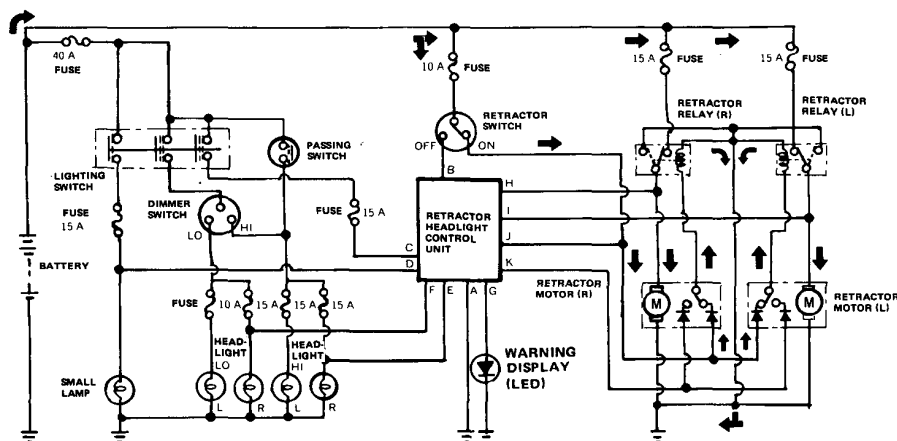 40 A
FUSE
10 A
FUSE
15 A
FUSE
15 A
FUSE
RETRACTOR
RELAY (R)
RETRACTOR
RELAY (L)
RETRACTOR
SWITCH
OFF
ON
PASSING
SWITCH
LIGHTING
SWITCH
DIMMER
SWITCH
LO
HI
FUSE
15 A
FUSE
15 A
B
RETRACTOR
HEADLIGHT
CONTROL
UNIT
H
I
J
K
C
D
F
E
A
G
BATTERY
FUSE
10 A
15 A
15 A
15 A
RETRACTOR
MOTOR (R)
M
M
RETRACTOR
MOTOR (L)
HEAD-
LIGHT
LO
HEAD-
LIGHT
HI
WARNING
DISPLAY
(LED)
SMALL
LAMP
L
R
L
R